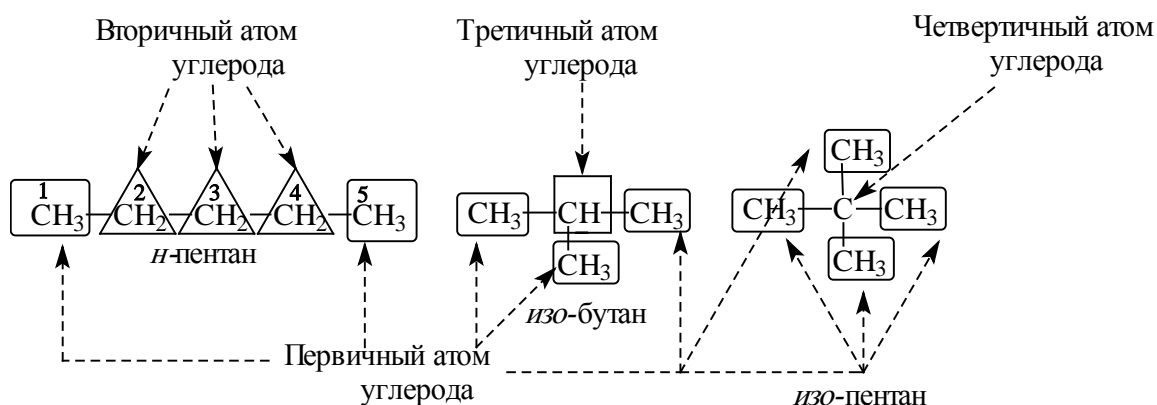 Вторичный атом
углерода
Третичный атом
углерода
Четвертичный атом
углерода
1 2 3 4 5
CH3 CH2 CH2 CH2 CH3
н-пентан
CH3 CH CH3
CH3
изо-бутан
CH3
CH3 C CH3
CH3
Первичный атом
углерода
изо-пентан